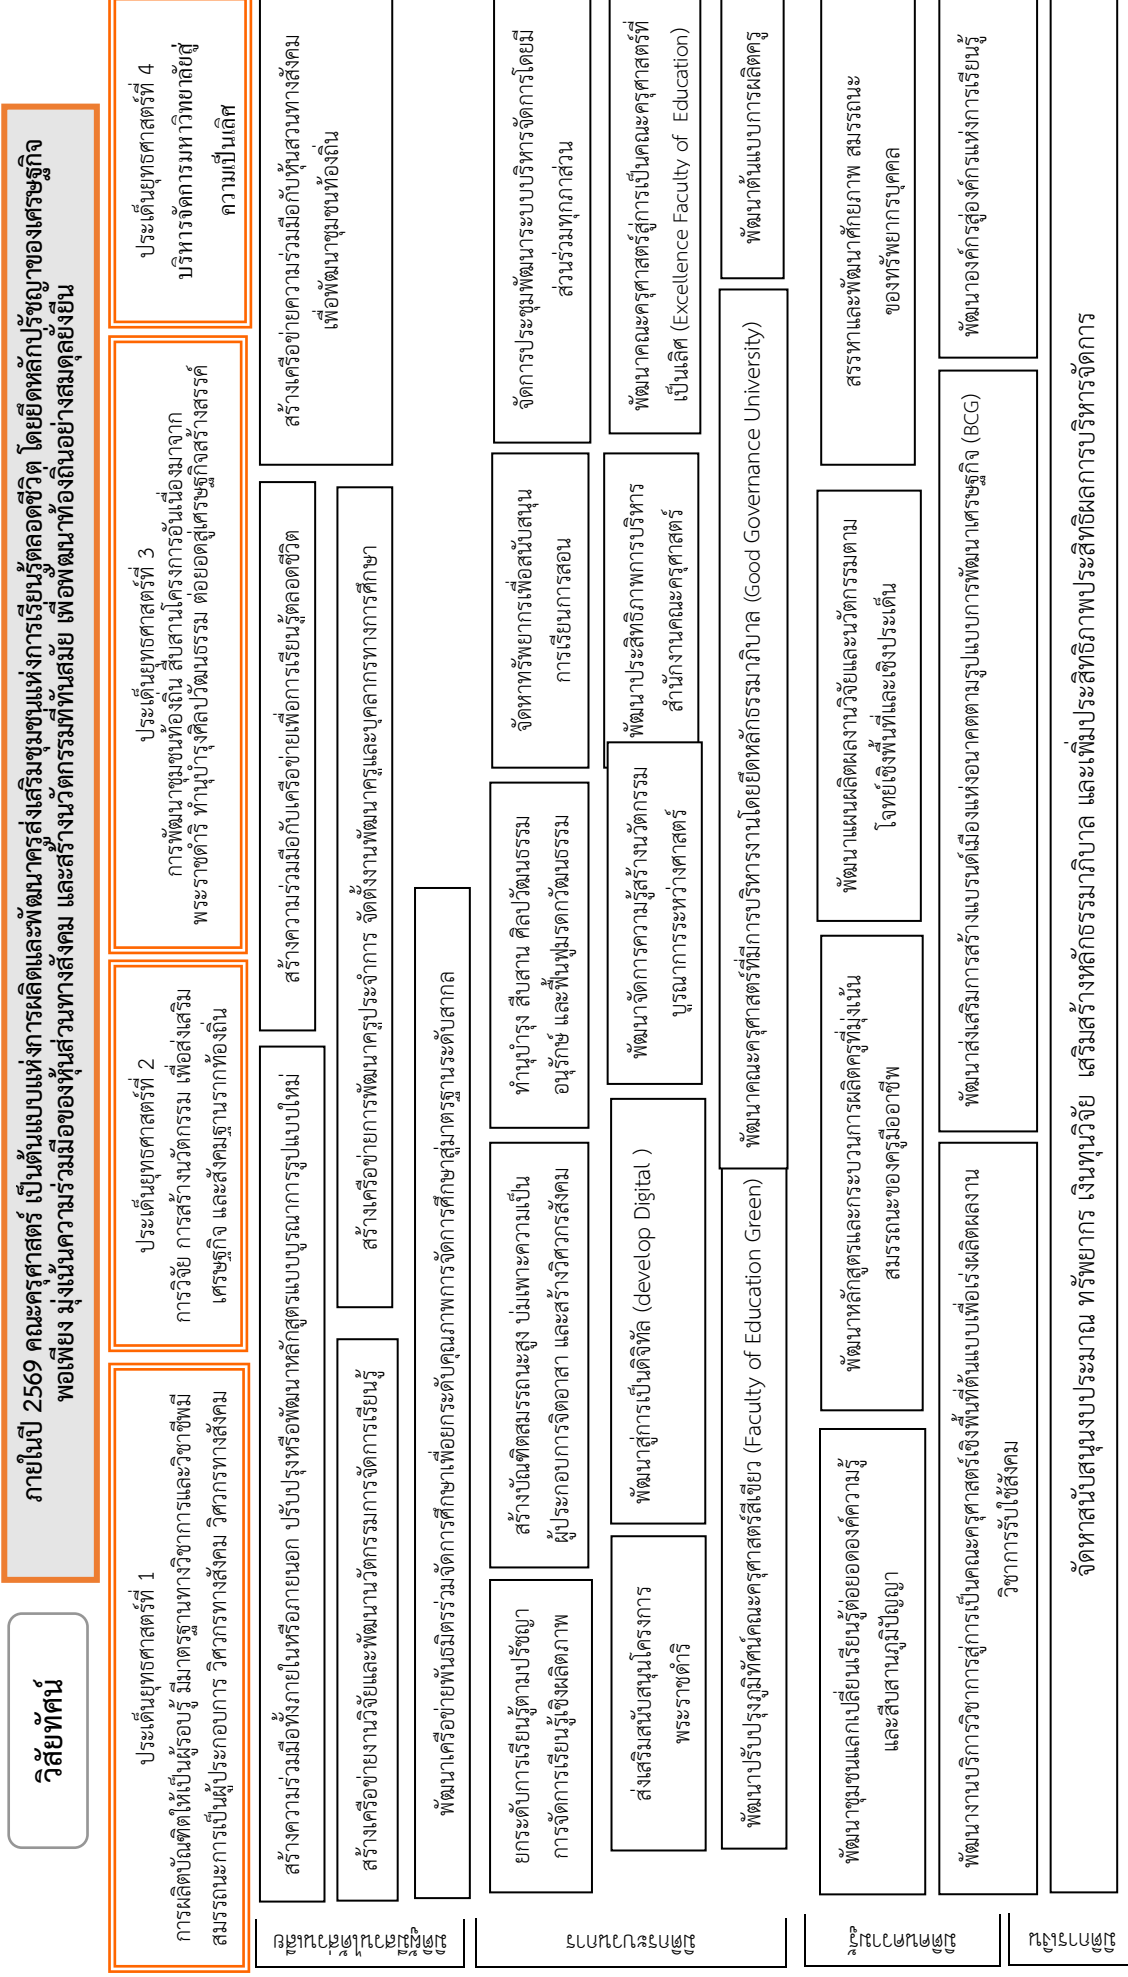 วิสัยทัศน์
ภายในปี 2569 คณะครุศาสตร์ เป็นต้นแบบแห่งการผลิตและพัฒนาครูส่งเสริมชุมชนแห่งการเรียนรู้ตลอดชีวิต โดยยึดหลักปรัชญาของเศรษฐกิจ
พอเพียง มุ่งเน้นความร่วมมือของหุ้นส่วนทางสังคม และสร้างนวัตกรรมที่ทันสมัย เพื่อพัฒนาท้องถิ่นอย่างสมดุลยั่งยืน
ประเด็นยุทธศาสตร์ที่ 1
การผลิตบัณฑิตให้เป็นผู้รอบรู้ มีมาตรฐานทางวิชาการและวิชาชีพมี
สมรรถนะการเป็นผู้ประกอบการ วิศวกรทางสังคม วิศวกรทางสังคม
ประเด็นยุทธศาสตร์ที่ 2
การวิจัย การสร้างนวัตกรรม เพื่อส่งเสริม
เศรษฐกิจ และสังคมฐานรากท้องถิ่น
ประเด็นยุทธศาสตร์ที่ 3
การพัฒนาชุมชนท้องถิ่น สืบสานโครงการอันเนื่องมาจาก
พระราชดำริ ทำนุบำรุงศิลปวัฒนธรรม ต่อยอดสู่เศรษฐกิจสร้างสรรค์
ประเด็นยุทธศาสตร์ที่ 4
บริหารจัดการมหาวิทยาลัยสู่
ความเป็นเลิศ
มิติผู้มีส่วนได้ส่วนเสีย
สร้างความร่วมมือทั้งภายในหรือภายนอก ปรับปรุงหรือพัฒนาหลักสูตรแบบบูรณาการรูปแบบใหม่
สร้างความร่วมมือกับเครือข่ายเพื่อการเรียนรู้ตลอดชีวิต
สร้างเครือข่ายความร่วมมือกับหุ้นส่วนทางสังคม
เพื่อพัฒนาชุมชนท้องถิ่น
สร้างเครือข่ายงานวิจัยและพัฒนานวัตกรรมการจัดการเรียนรู้
สร้างเครือข่ายการพัฒนาครูประจำการ จัดตั้งงานพัฒนาครูและบุคลากรทางการศึกษา
พัฒนาเครือข่ายพันธมิตรร่วมจัดการศึกษาเพื่อยกระดับคุณภาพการจัดการศึกษาสู่มาตรฐานระดับสากล
มิติกระบวนการ
ยกระดับการเรียนรู้ตามปรัชญา
การจัดการเรียนรู้เชิงผลิตภาพ
สร้างบัณฑิตสมรรถนะสูง บ่มเพาะความเป็น
ผู้ประกอบการจิตอาสา และสร้างวิศวกรสังคม
ทำนุบำรุง สืบสาน ศิลปวัฒนธรรม
อนุรักษ์ และฟื้นฟูมรดกวัฒนธรรม
จัดหาทรัพยากรเพื่อสนับสนุน
การเรียนการสอน
จัดการประชุมพัฒนาระบบบริหารจัดการโดยมี
ส่วนร่วมทุกภาส่วน
ส่งเสริมสนับสนุนโครงการ
พระราชดำริ
พัฒนาสู่การเป็นดิจิทัล (develop Digital )
พัฒนาจัดการความรู้สร้างนวัตกรรม
บูรณาการระหว่างศาสตร์
พัฒนาประสิทธิภาพการบริหาร
สำนักงานคณะครุศาสตร์
พัฒนาคณะครุศาสตร์สู่การเป็นคณะครุศาสตร์ที่
เป็นเลิศ (Excellence Faculty of Education)
พัฒนาปรับปรุงภูมิทัศน์คณะครุศาสตร์สีเขียว (Faculty of Education Green)
พัฒนาคณะครุศาสตร์ที่มีการบริหารงานโดยยึดหลักธรรมาภิบาล (Good Governance University)
พัฒนาต้นแบบการผลิตครู
มิติคนความรู้
พัฒนาชุมชนแลกเปลี่ยนเรียนรู้ต่อยอดองค์ความรู้
และสืบสานภูมิปัญญา
พัฒนาหลักสูตรและกระบวนการผลิตครูที่มุ่งเน้น
สมรรถนะของครูมืออาชีพ
พัฒนาแผนผลิตผลงานวิจัยและนวัตกรรมตาม
โจทย์เชิงพื้นที่และเชิงประเด็น
สรรหาและพัฒนาศักยภาพ สมรรถนะ
ของทรัพยากรบุคคล
พัฒนางานบริการวิชาการสู่การเป็นคณะครุศาสตร์เชิงพื้นที่ต้นแบบเพื่อเร่งผลิตผลงาน
วิชาการรับใช้สังคม
พัฒนาส่งเสริมการสร้างแบรนด์เมืองแห่งอนาคตตามรูปแบบการพัฒนาเศรษฐกิจ (BCG)
พัฒนาองค์กรสู่องค์กรแห่งการเรียนรู้
มิติการเงิน
จัดหาสนับสนุนงบประมาณ ทรัพยากร เงินทุนวิจัย เสริมสร้างหลักธรรมาภิบาล และเพิ่มประสิทธิภาพประสิทธิผลการบริหารจัดการ